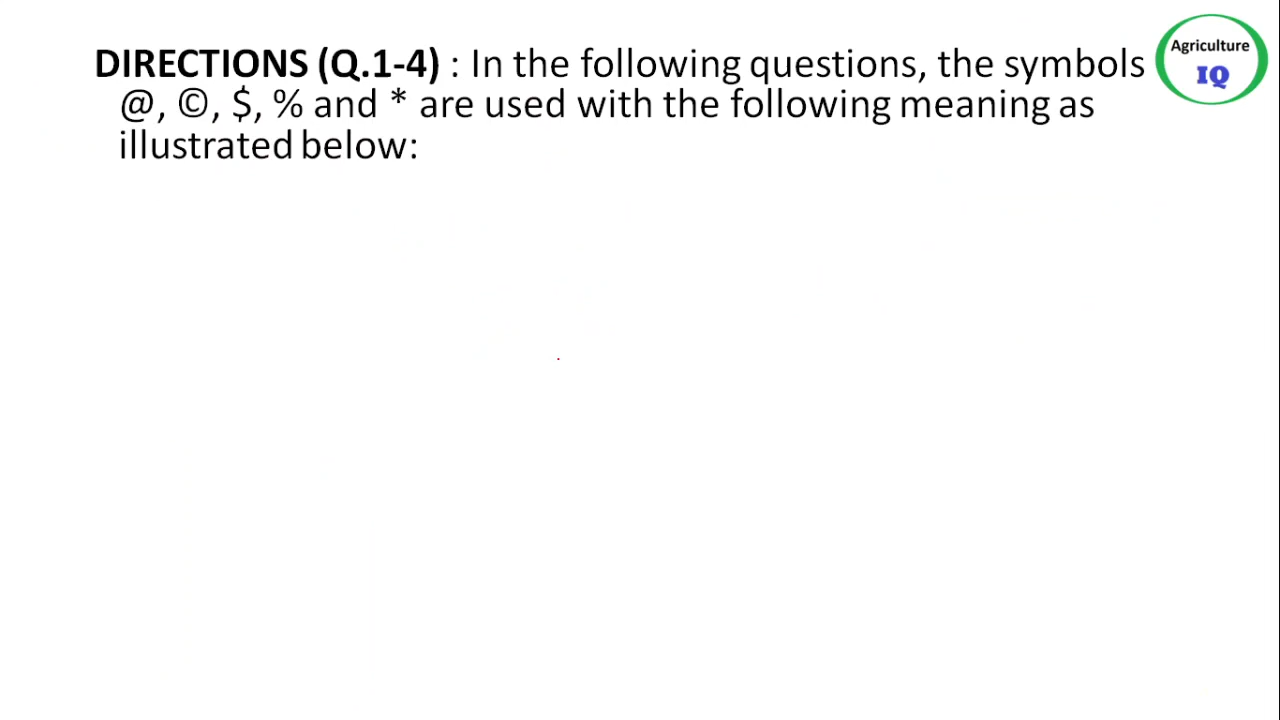 DIRECTIONS (Q.1-4) : In the following questions, the symbols
@, ©, $, % and * are used with the following meaning as
illustrated below:
Agriculture
IQ